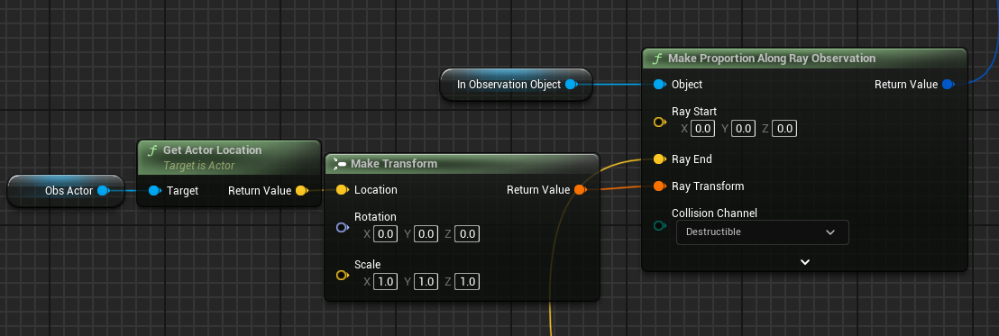 Make Proportion Along Ray Observation
In Observation Object
Object
Return Value
Ray Start
X 0.0 Y 0.0 Z 0.0
Get Actor Location
Target is Actor
Make Transform
Ray End
Obs Actor
Target
Return Value
Location
Return Value
Ray Transform
Rotation
X 0.0 Y 0.0 Z 0.0
Collision Channel
Destructible
Scale
X 1.0 Y 1.0 Z 1.0